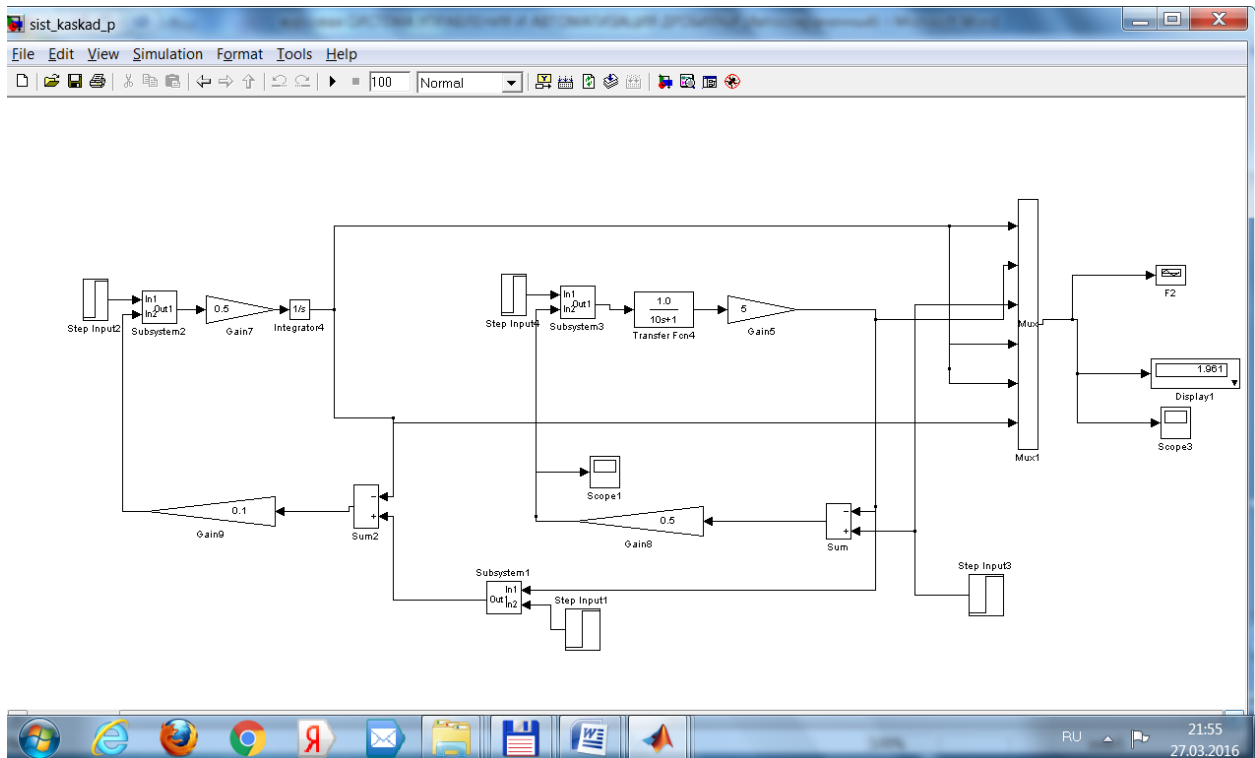 sist_kaskad_p
File Edit View Simulation Format Tools Help
100 Normal
Step Input2
In1
In2
Out1
Subsystem2
0.5
Gain7
1/s
Integrator4
Step Input4
In1
In2
Out1
Subsystem3
1.0
10s+1
Transfer Fcn4
5
Gain5
Mux
Mux1
F2
1.961
Display1
Scope3
Scope1
0.1
Gain9
Sum2
0.5
Gain8
Sum
Subsystem1
In1
In2
Out1
Step Input1
Step Input3
RU
21:55
27.03.2016